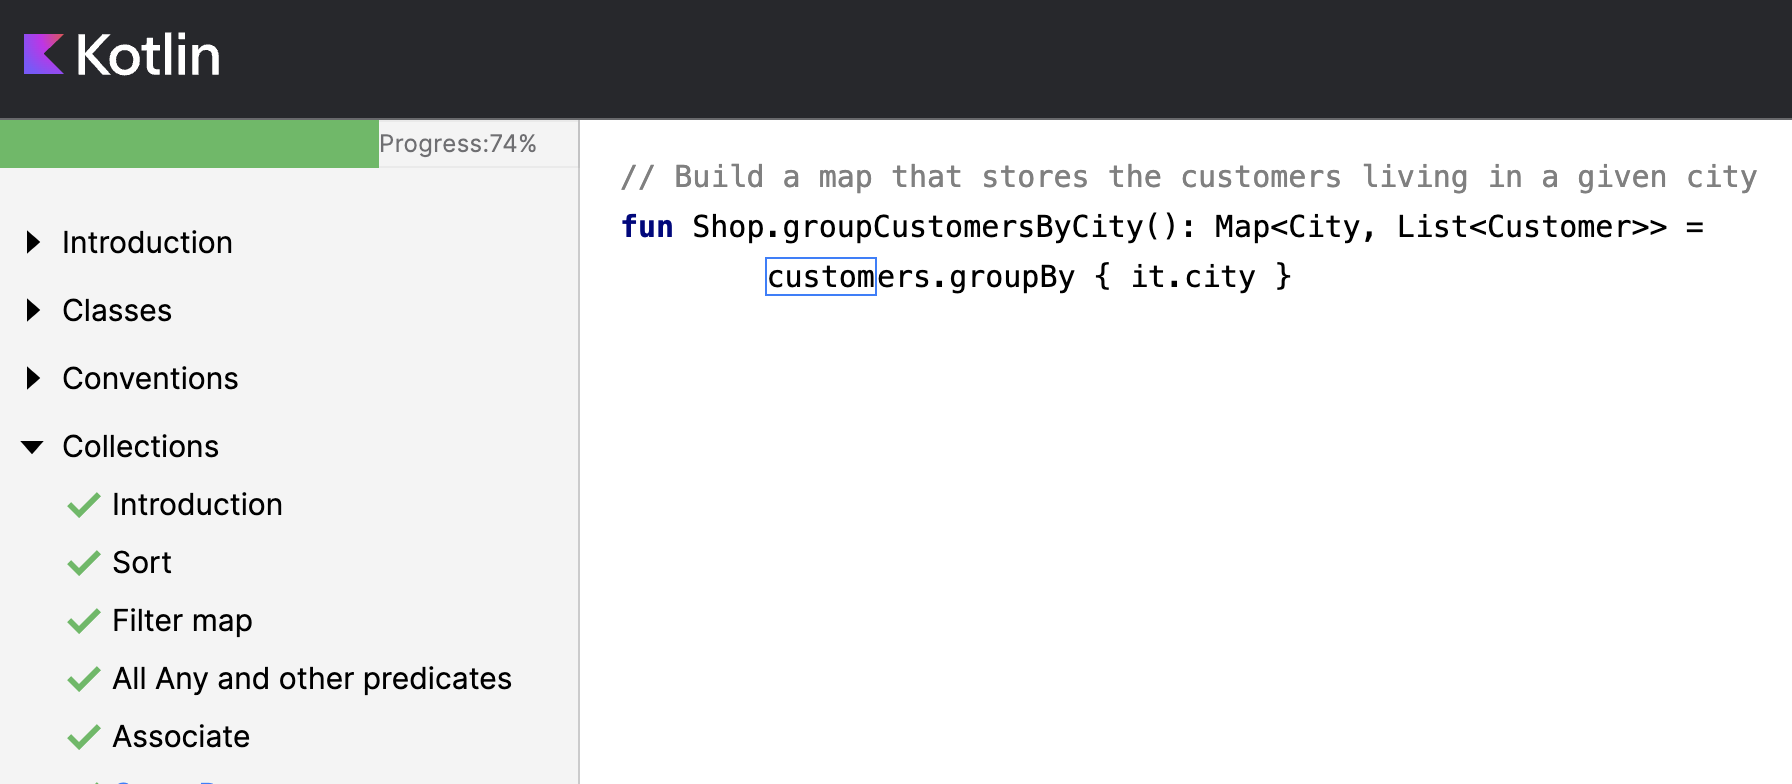 Kotlin
Progress:74%
Introduction
Classes
Conventions
Collections
Introduction
Sort
Filter map
All Any and other predicates
Associate
// Build a map that stores the customers living in a given city
fun Shop.groupCustomersByCity(): Map<City, List<Customer>> =
        customers.groupBy { it.city }